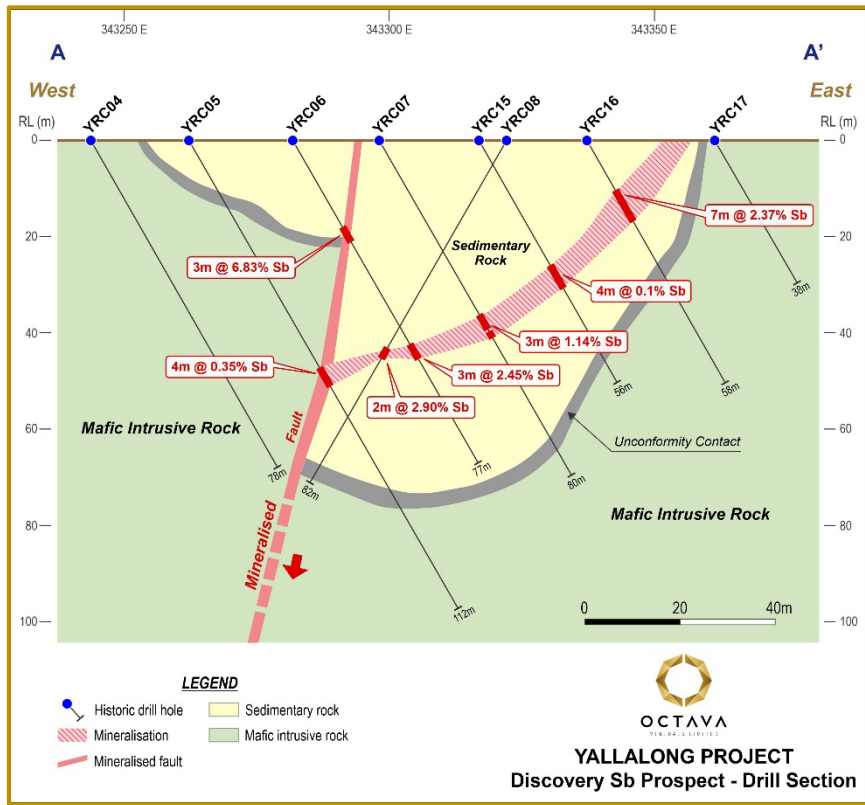 343250 E
343300 E
343350 E
A
A'
West
East
RL (m)
RL (m)
YRC04
YRC05
YRC06
YRC07
YRC15
YRC08
YRC16
YRC17
0
0
20
20
40
40
60
60
80
80
100
100
7m @ 2.37% Sb
Sedimentary
Rock
3m @ 6.83% Sb
4m @ 0.1% Sb
38m
3m @ 1.14% Sb
4m @ 0.35% Sb
3m @ 2.45% Sb
2m @ 2.90% Sb
56m
58m
Mafic Intrusive Rock
Fault
Unconformity Contact
78m
82m
77m
80m
Mineralised
Mafic Intrusive Rock
112m
0
20
40m
LEGEND
Historic drill hole
Sedimentary rock
Mineralisation
Mafic intrusive rock
Mineralised fault
OCTAVA
MINERALS LIMITED
YALLALONG PROJECT
Discovery Sb Prospect - Drill Section